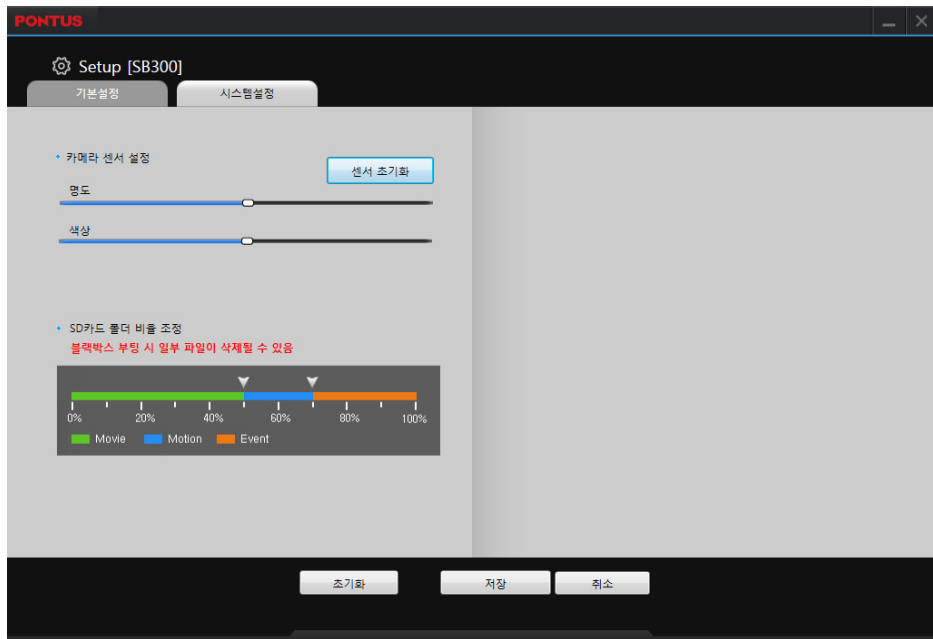 PONTUS
Setup [SB300]
기본설정 시스템설정
카메라 센서 설정
센서 초기화
명도
색상
SD카드 폴더 비율 조정
블랙박스 부팅 시 일부 파일이 삭제될 수 있음
0% 20% 40% 60% 80% 100%
Movie Motion Event
초기화 저장 취소